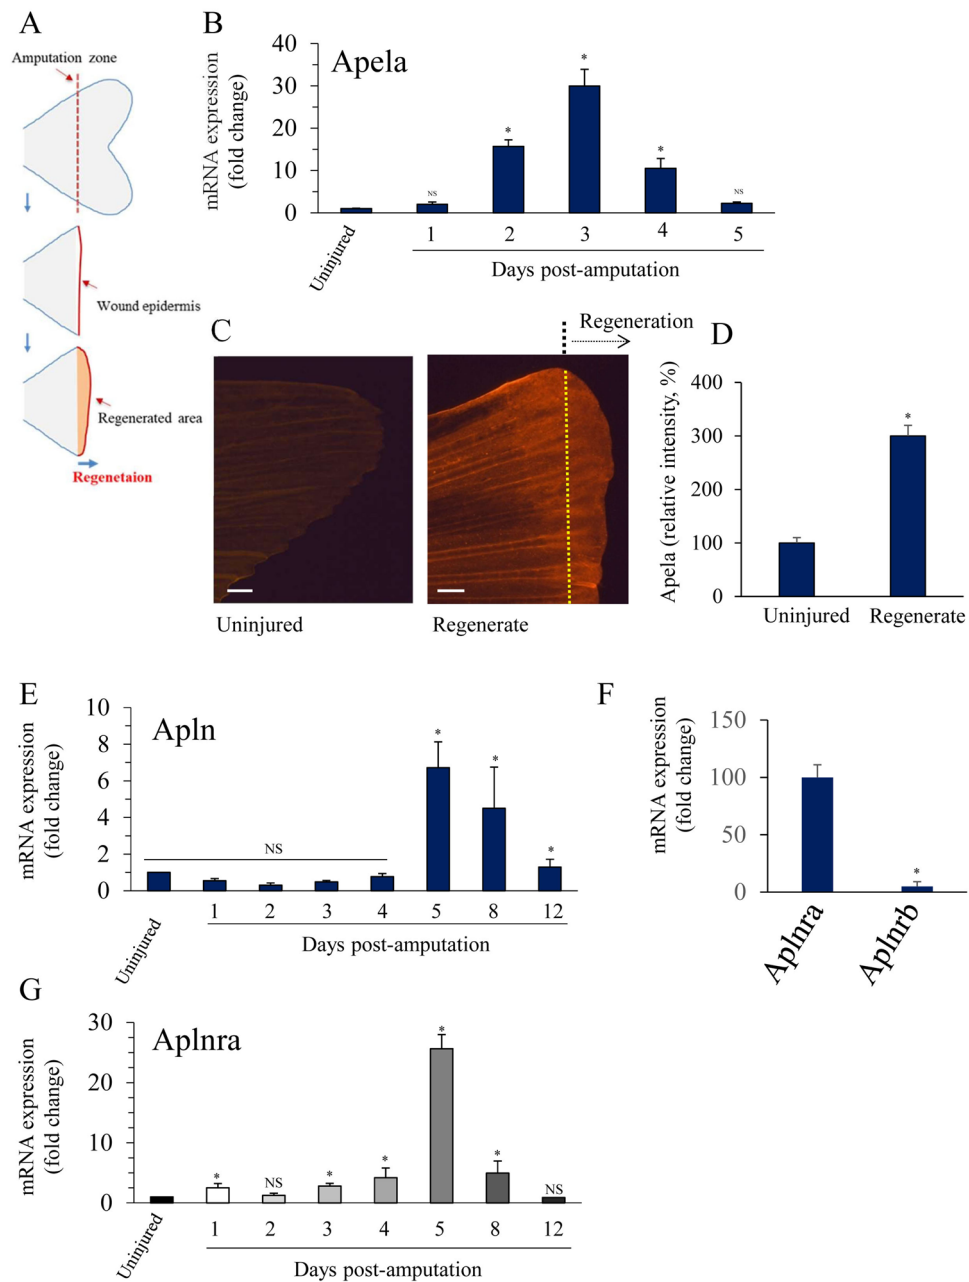 A
Amputation zone
Wound epidermis
Regenerated area
Regenetaion
B
Apela
mRNA expression
(fold change)
40
30
20
10
0
NS
*
*
*
NS
Uninjured
1 2 3 4 5
Days post-amputation
C
Regeneration
Uninjured
Regenerate
D
Apela (relative intensity, %)
400
300
200
100
0
*
Uninjured
Regenerate
E
Apln
mRNA expression
(fold change)
10
8
6
4
2
0
NS
*
*
*
Uninjured
1 2 3 4 5 8 12
Days post-amputation
F
mRNA expression
(fold change)
150
100
50
0
*
Aplnra
Aplnrb
G
Aplnra
mRNA expression
(fold change)
30
20
10
0
*
NS
*
*
*
*
NS
Uninjured
1 2 3 4 5 8 12
Days post-amputation